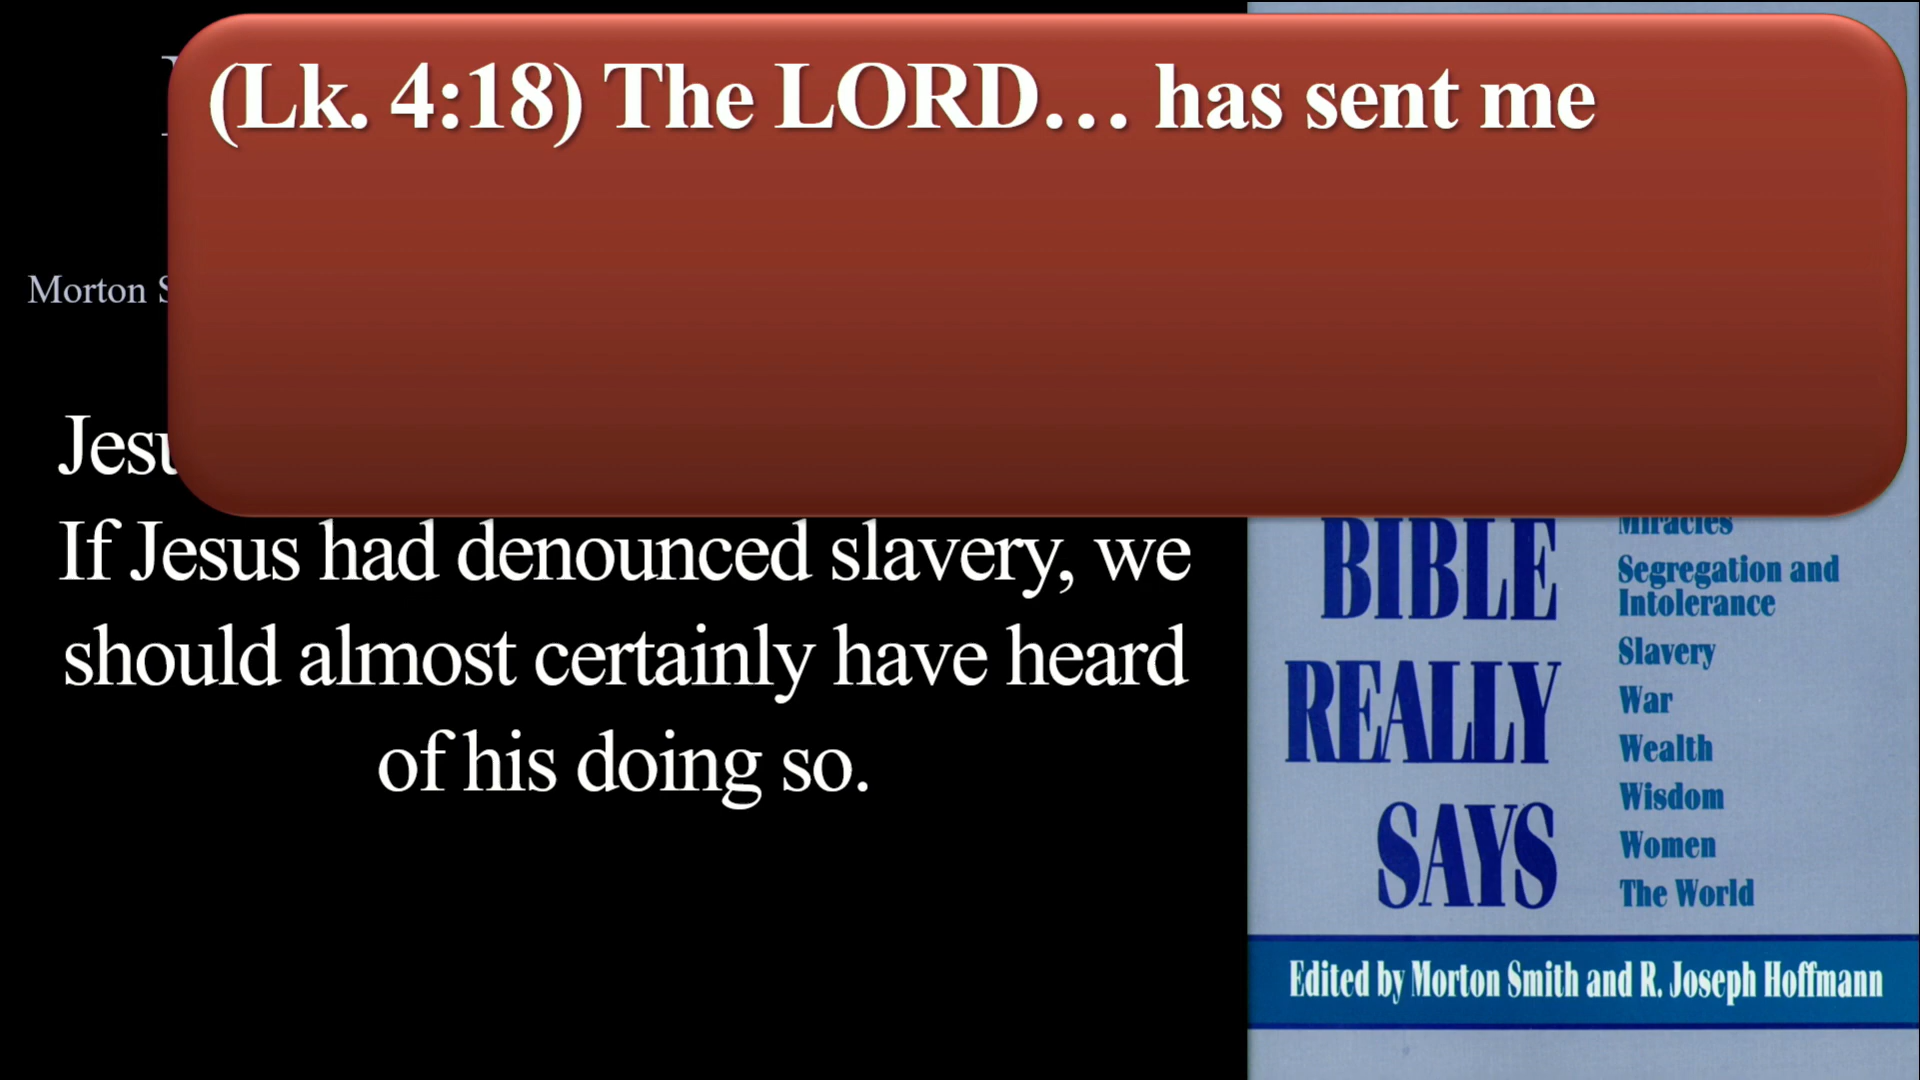 (Lk. 4:18) The LORD… has sent me
Morton
If Jesus had denounced slavery, we
should almost certainly have heard
of his doing so.
BIBLE
REALLY
SAYS
Miracles
Segregation and
Intolerance
Slavery
War
Wealth
Wisdom
Women
The World
Edited by Morton Smith and R. Joseph Hoffmann